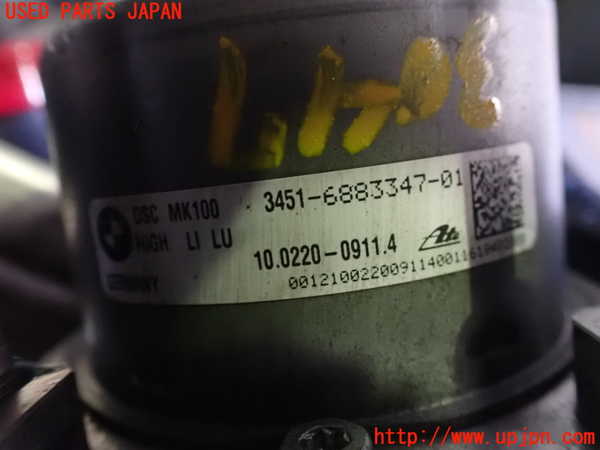 USED PARTS JAPAN
DSC MK100 3451-6883347-01
HIGH LI LU 10.0220-0911.4 Ate
GERMANY
http://www.upjpn.com/